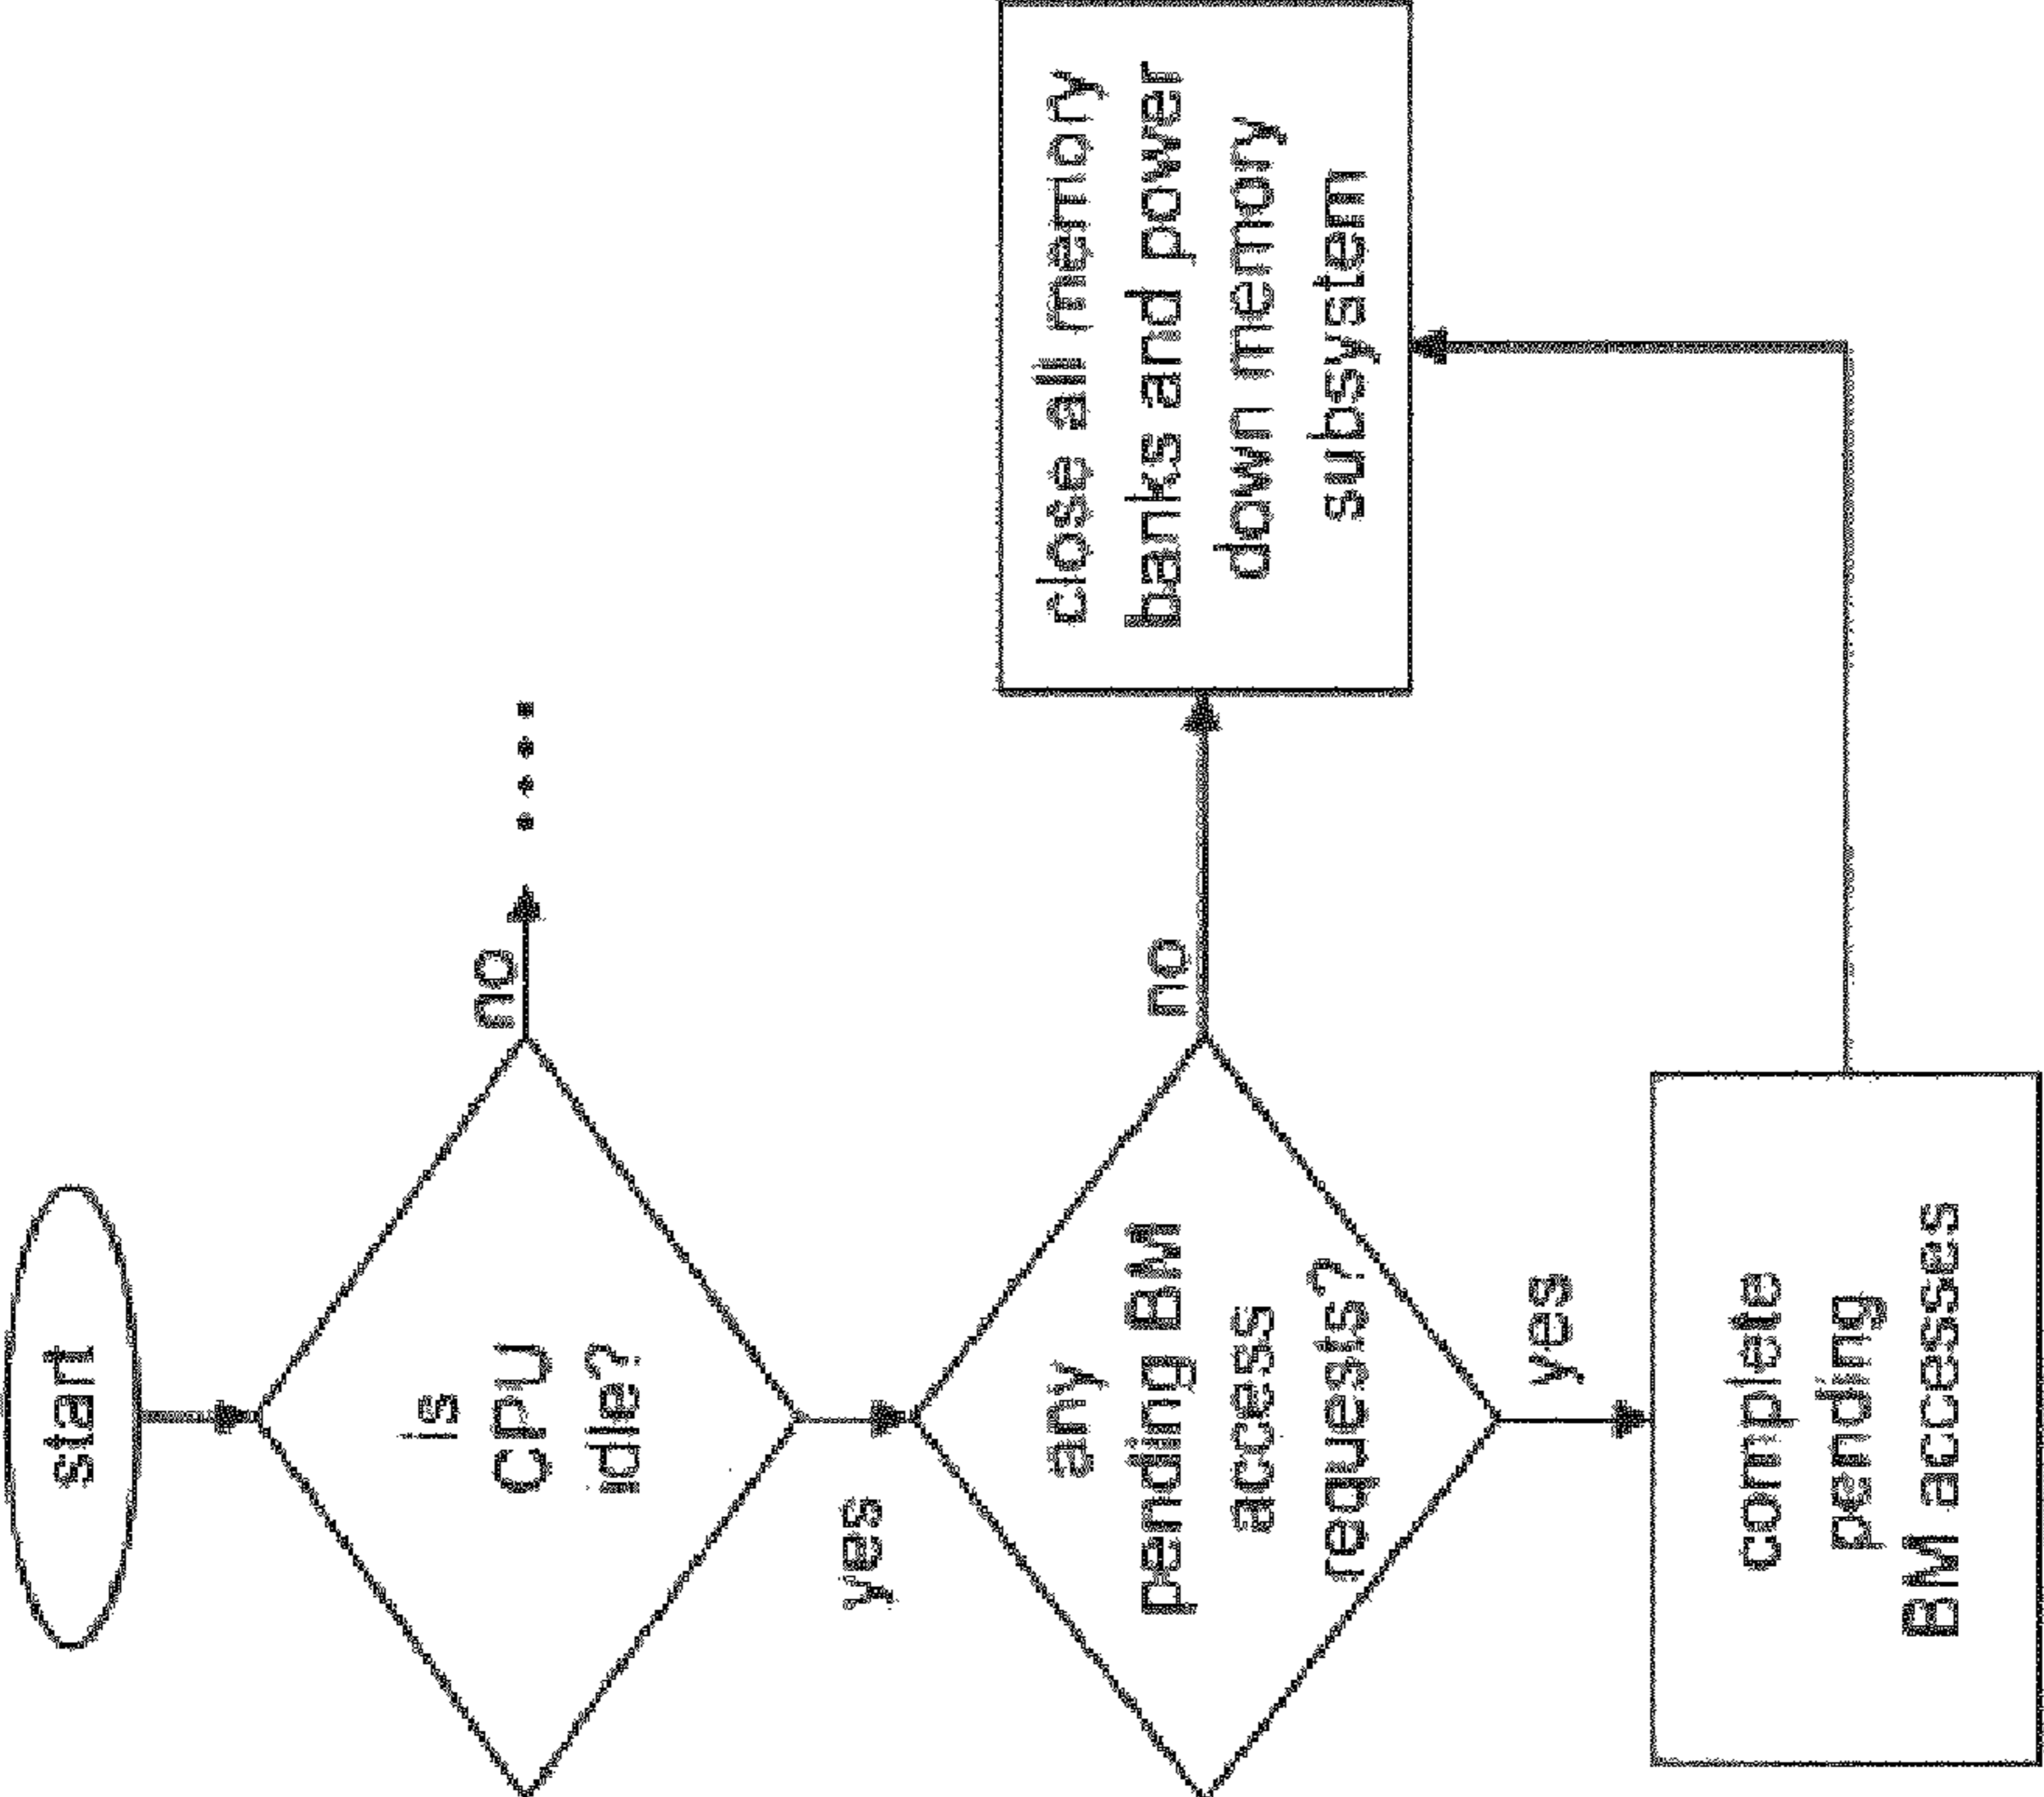 start
is
CPU
idle?
no
yes
any
pending BM
access
requests?
no
yes
close all memory
banks and power
down memory
subsystem
complete
pending
BM accesses